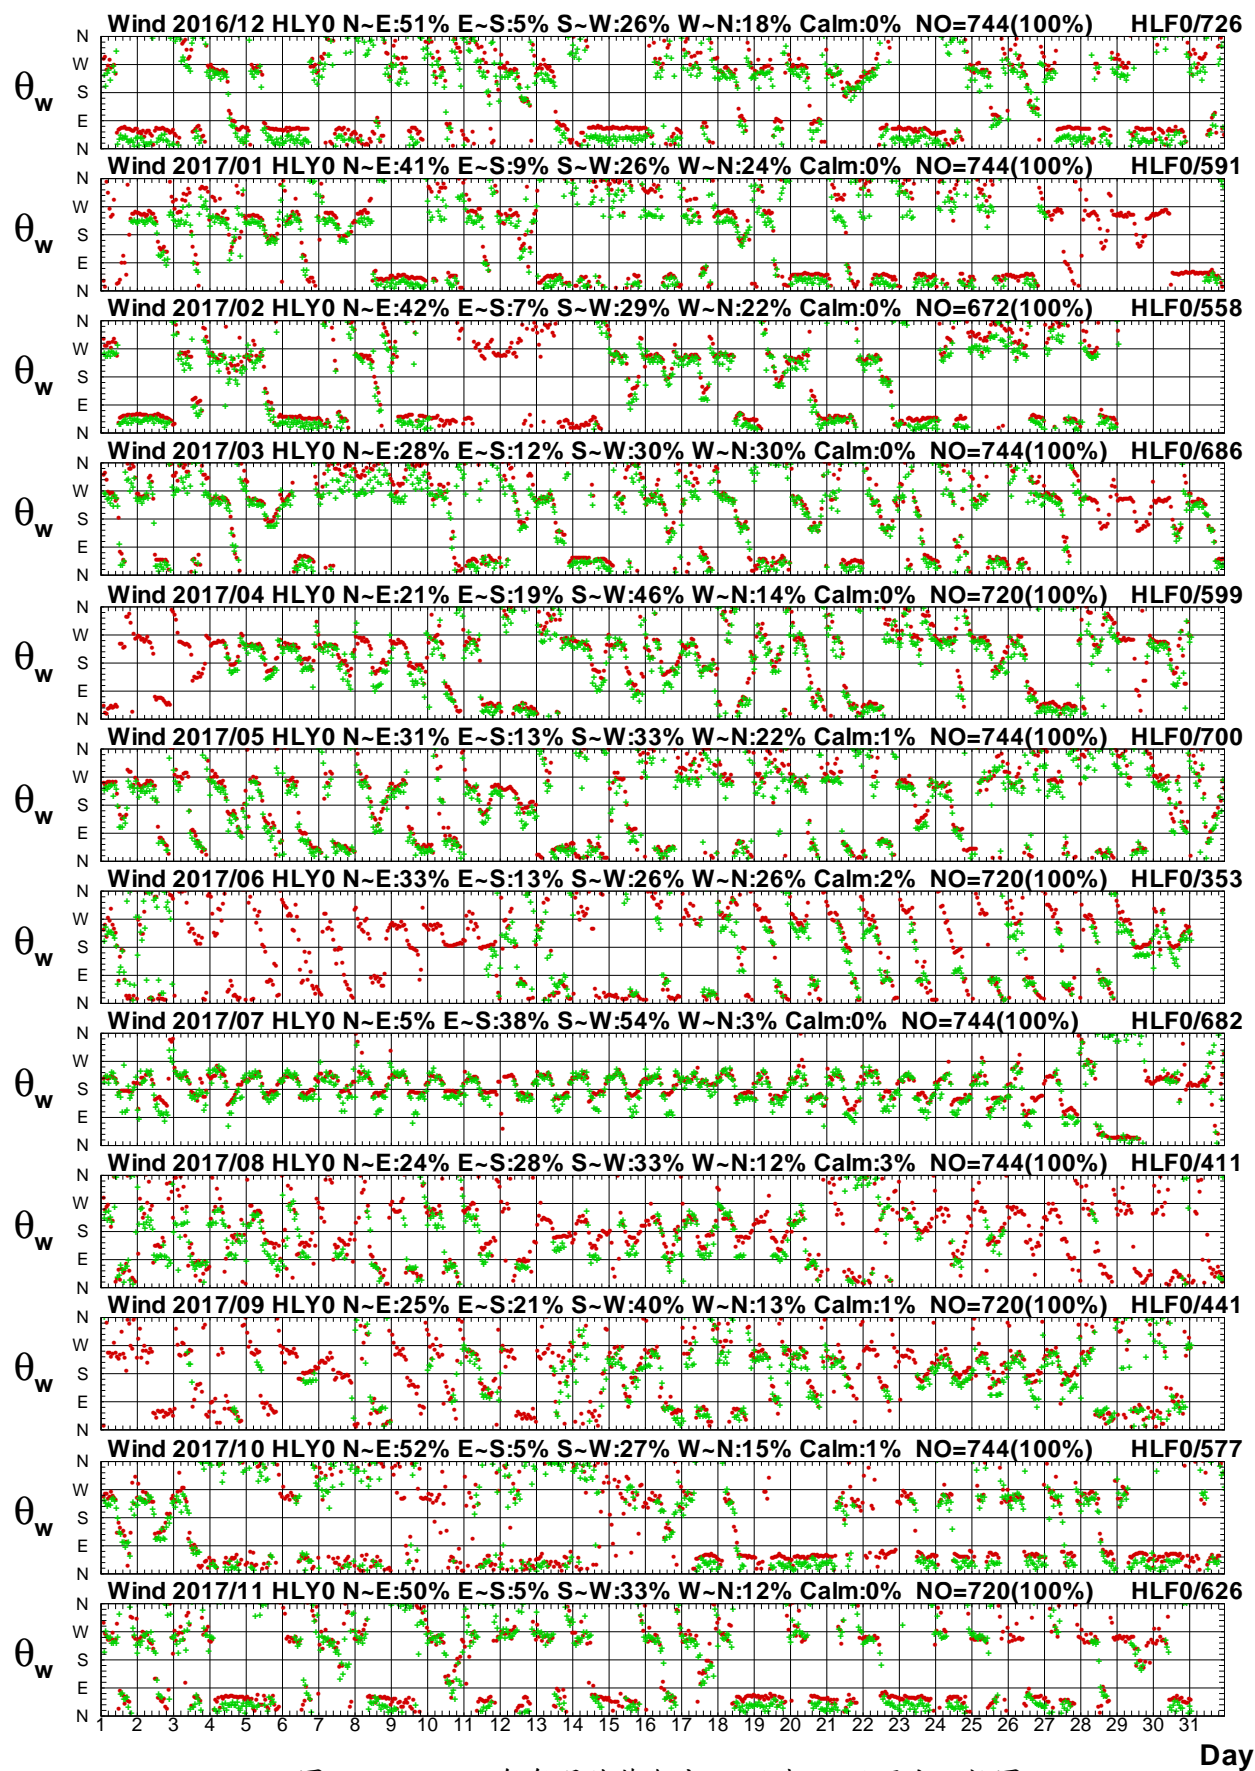 Wind 2016/12 HLY0 N~E:51% E~S:5% S~W:26% W~N:18% Calm:0% NO=744(100%) HLF0/726
N
W
θw S
E
N
Wind 2017/01 HLY0 N~E:41% E~S:9% S~W:26% W~N:24% Calm:0% NO=744(100%) HLF0/591
N
W
θw S
E
N
Wind 2017/02 HLY0 N~E:42% E~S:7% S~W:29% W~N:22% Calm:0% NO=672(100%) HLF0/558
N
W
θw S
E
N
Wind 2017/03 HLY0 N~E:28% E~S:12% S~W:30% W~N:30% Calm:0% NO=744(100%) HLF0/686
N
W
θw S
E
N
Wind 2017/04 HLY0 N~E:21% E~S:19% S~W:46% W~N:14% Calm:0% NO=720(100%) HLF0/599
N
W
θw S
E
N
Wind 2017/05 HLY0 N~E:31% E~S:13% S~W:33% W~N:22% Calm:1% NO=744(100%) HLF0/700
N
W
θw S
E
N
Wind 2017/06 HLY0 N~E:33% E~S:13% S~W:26% W~N:26% Calm:2% NO=720(100%) HLF0/353
N
W
θw S
E
N
Wind 2017/07 HLY0 N~E:5% E~S:38% S~W:54% W~N:3% Calm:0% NO=744(100%) HLF0/682
N
W
θw S
E
N
Wind 2017/08 HLY0 N~E:24% E~S:28% S~W:33% W~N:12% Calm:3% NO=744(100%) HLF0/411
N
W
θw S
E
N
Wind 2017/09 HLY0 N~E:25% E~S:21% S~W:40% W~N:13% Calm:1% NO=720(100%) HLF0/441
N
W
θw S
E
N
Wind 2017/10 HLY0 N~E:52% E~S:5% S~W:27% W~N:15% Calm:1% NO=744(100%) HLF0/577
N
W
θw S
E
N
Wind 2017/11 HLY0 N~E:50% E~S:5% S~W:33% W~N:12% Calm:0% NO=720(100%) HLF0/626
N
W
θw S
E
N
1 2 3 4 5 6 7 8 9 10 11 12 13 14 15 16 17 18 19 20 21 22 23 24 25 26 27 28 29 30 31
Day